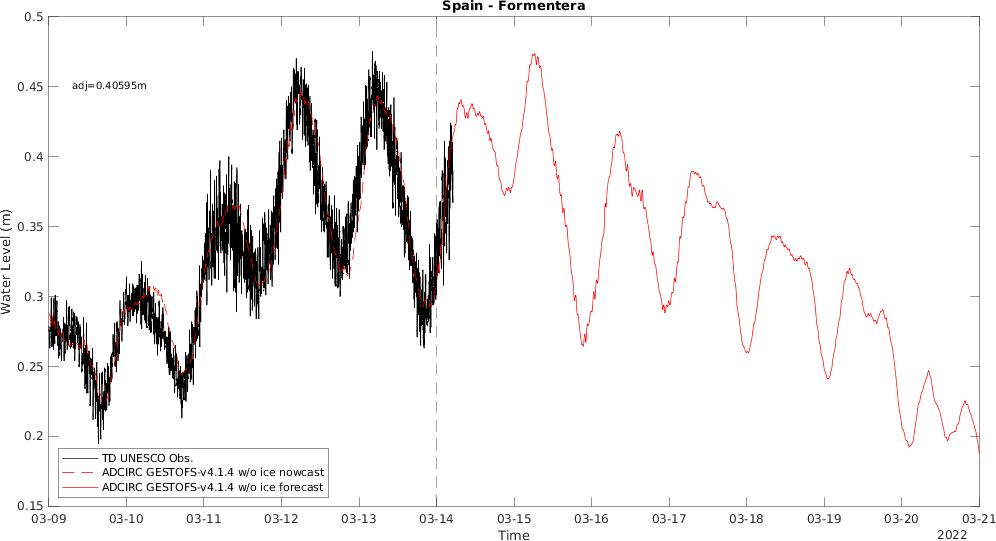 Spain - Formentera
0.5
0.45
0.4
0.35
0.3
0.25
0.2
0.15
Water Level (m)
adj=0.40595m
TD UNESCO Obs.
ADCIRC GESTOFS-v4.1.4 w/o ice nowcast
ADCIRC GESTOFS-v4.1.4 w/o ice forecast
03-09 03-10 03-11 03-12 03-13 03-14 03-15 03-16 03-17 03-18 03-19 03-20 03-21
Time
2022